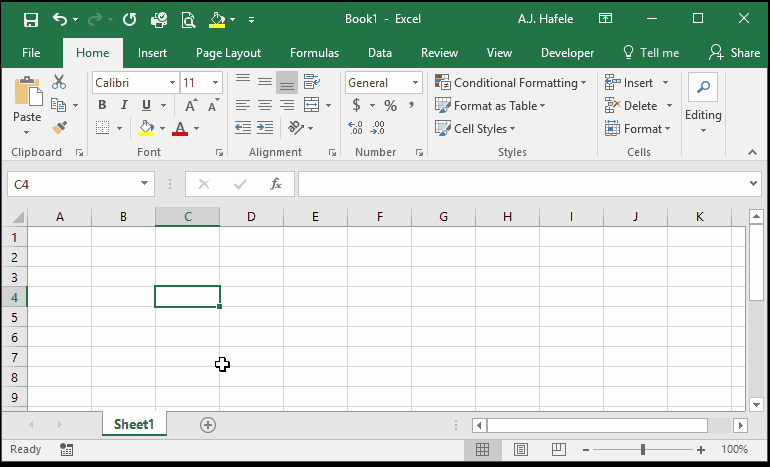 Book1 - Excel
A.J. Hafele
File Home Insert Page Layout Formulas Data Review View Developer Tell me Share
Calibri 11 General Conditional Formatting Insert
Paste B I U A A $ % , Format as Table Delete Editing
A .00 .0 Cell Styles Format
Clipboard Font Alignment Number Styles Cells
C4 fx
A B C D E F G H I J K
1
2
3
4
5
6
7
8
9
Sheet1
Ready 100%